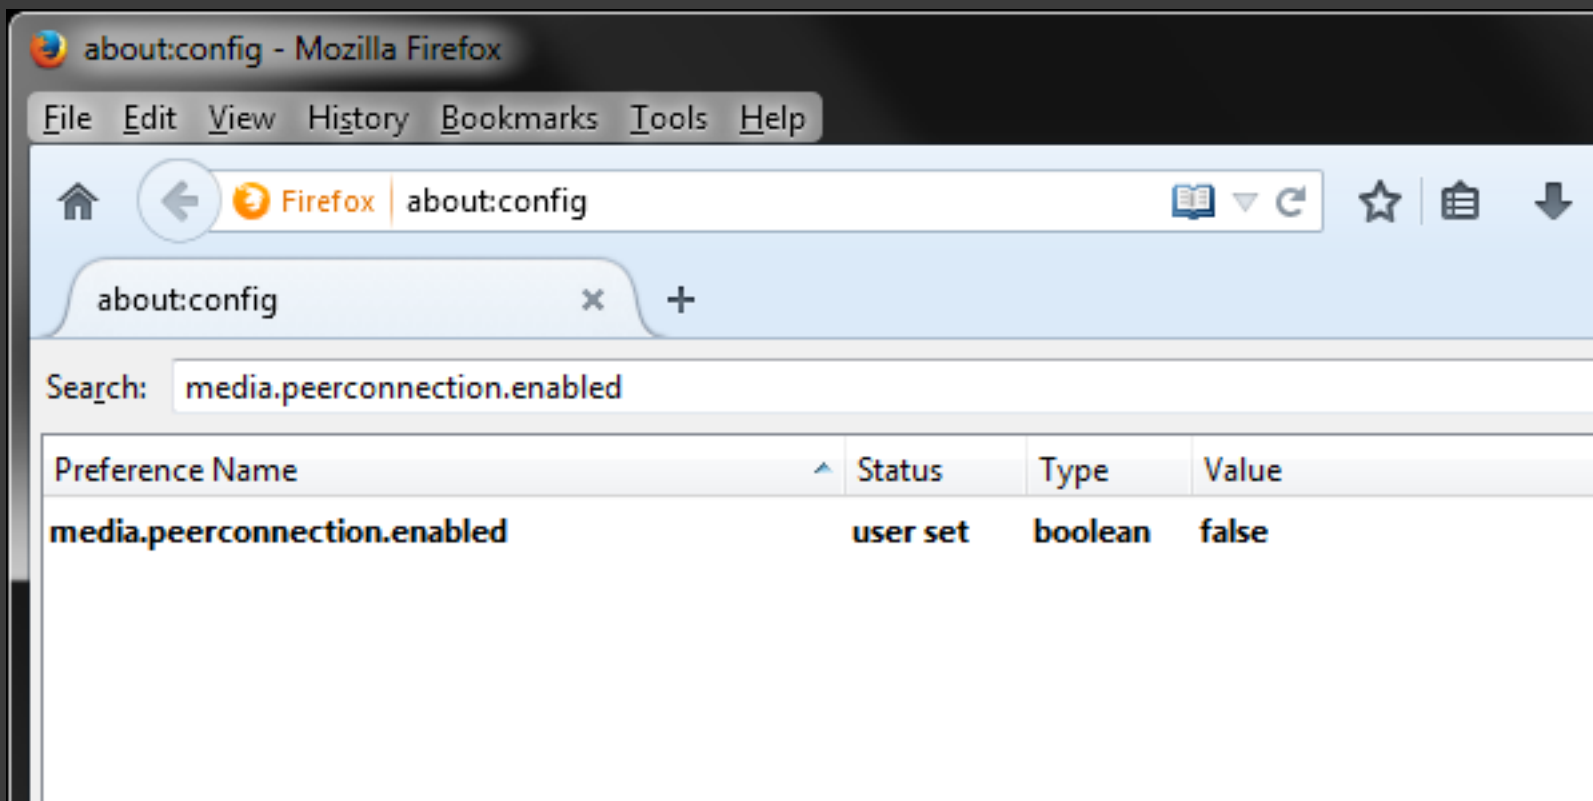 about:config - Mozilla Firefox
File Edit View History Bookmarks Tools Help
Firefox about:config
about:config
Search: media.peerconnection.enabled
Preference Name Status Type Value
media.peerconnection.enabled user set boolean false